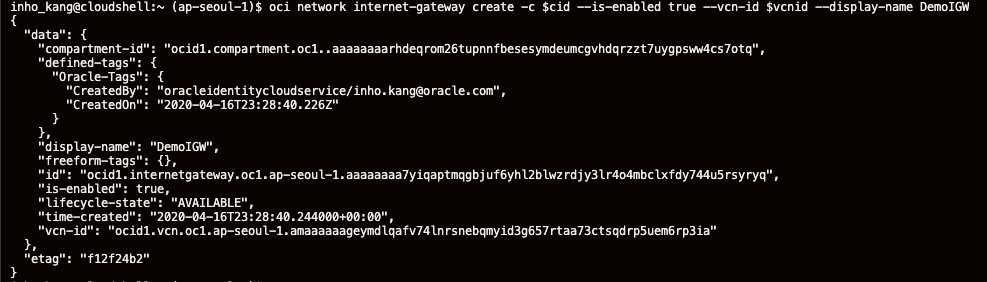 inho_kang@cloudshell:~ (ap-seoul-1)$ oci network internet-gateway create -c $cid --is-enabled true --vcn-id $vcnid --display-name DemoIGW
{
  "data": {
    "compartment-id": "ocid1.compartment.oc1..aaaaaaaarhdeqrom26tupnnfbesesymdeumcgvhdqrzzt7uygpsww4cs7otq",
    "defined-tags": {
      "Oracle-Tags": {
        "CreatedBy": "oracleidentitycloudservice/inho.kang@oracle.com",
        "CreatedOn": "2020-04-16T23:28:40.226Z"
      }
    },
    "display-name": "DemoIGW",
    "freeform-tags": {},
    "id": "ocid1.internetgateway.oc1.ap-seoul-1.aaaaaaaa7yiqaptmqgbjuf6yhl2blwzrdjy3lr4o4mbclxfdy744u5rsyryq",
    "is-enabled": true,
    "lifecycle-state": "AVAILABLE",
    "time-created": "2020-04-16T23:28:40.244000+00:00",
    "vcn-id": "ocid1.vcn.oc1.ap-seoul-1.amaaaaaageymdlqafv74lnrsnebqmyid3g657rtaa73ctsqdrp5uem6rp3ia"
  },
  "etag": "f12f24b2"
}